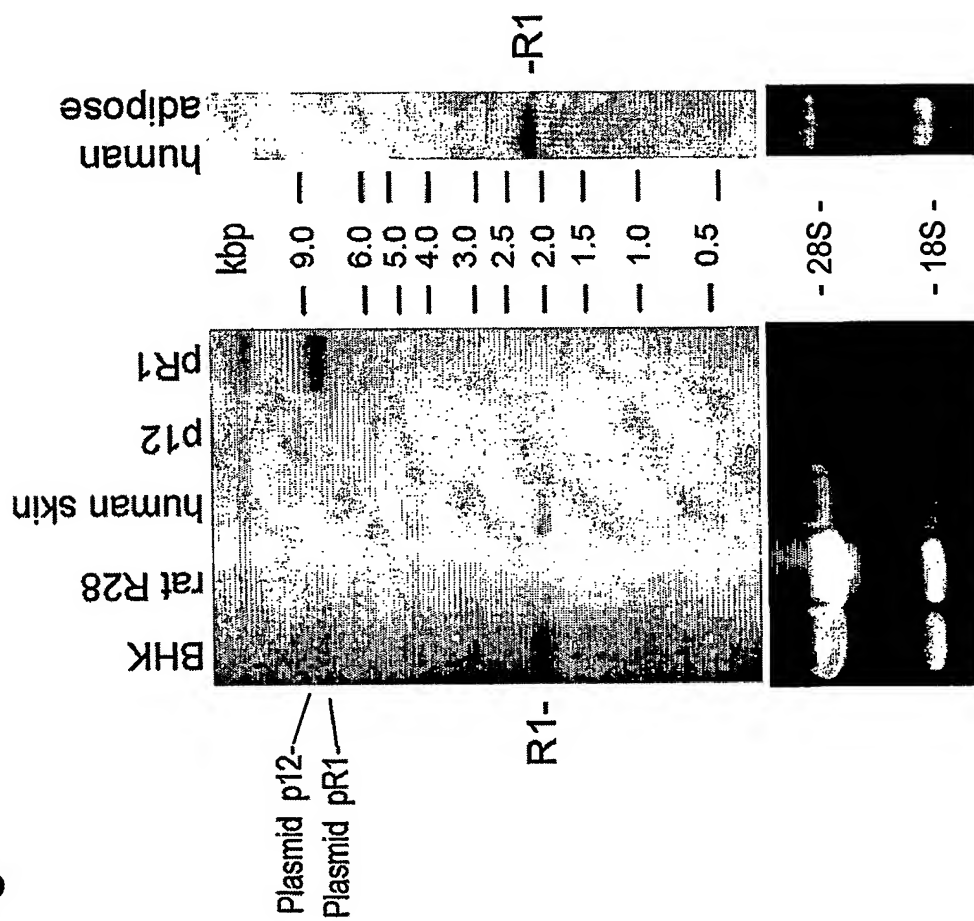 BHK
rat R28
human skin
p12
pR1
kbp
human
adipose
Plasmid p12-
Plasmid pR1-
9.0
6.0
5.0
4.0
3.0
2.5
2.0
1.5
1.0
0.5
R1-
-R1
- 28S -
- 18S -